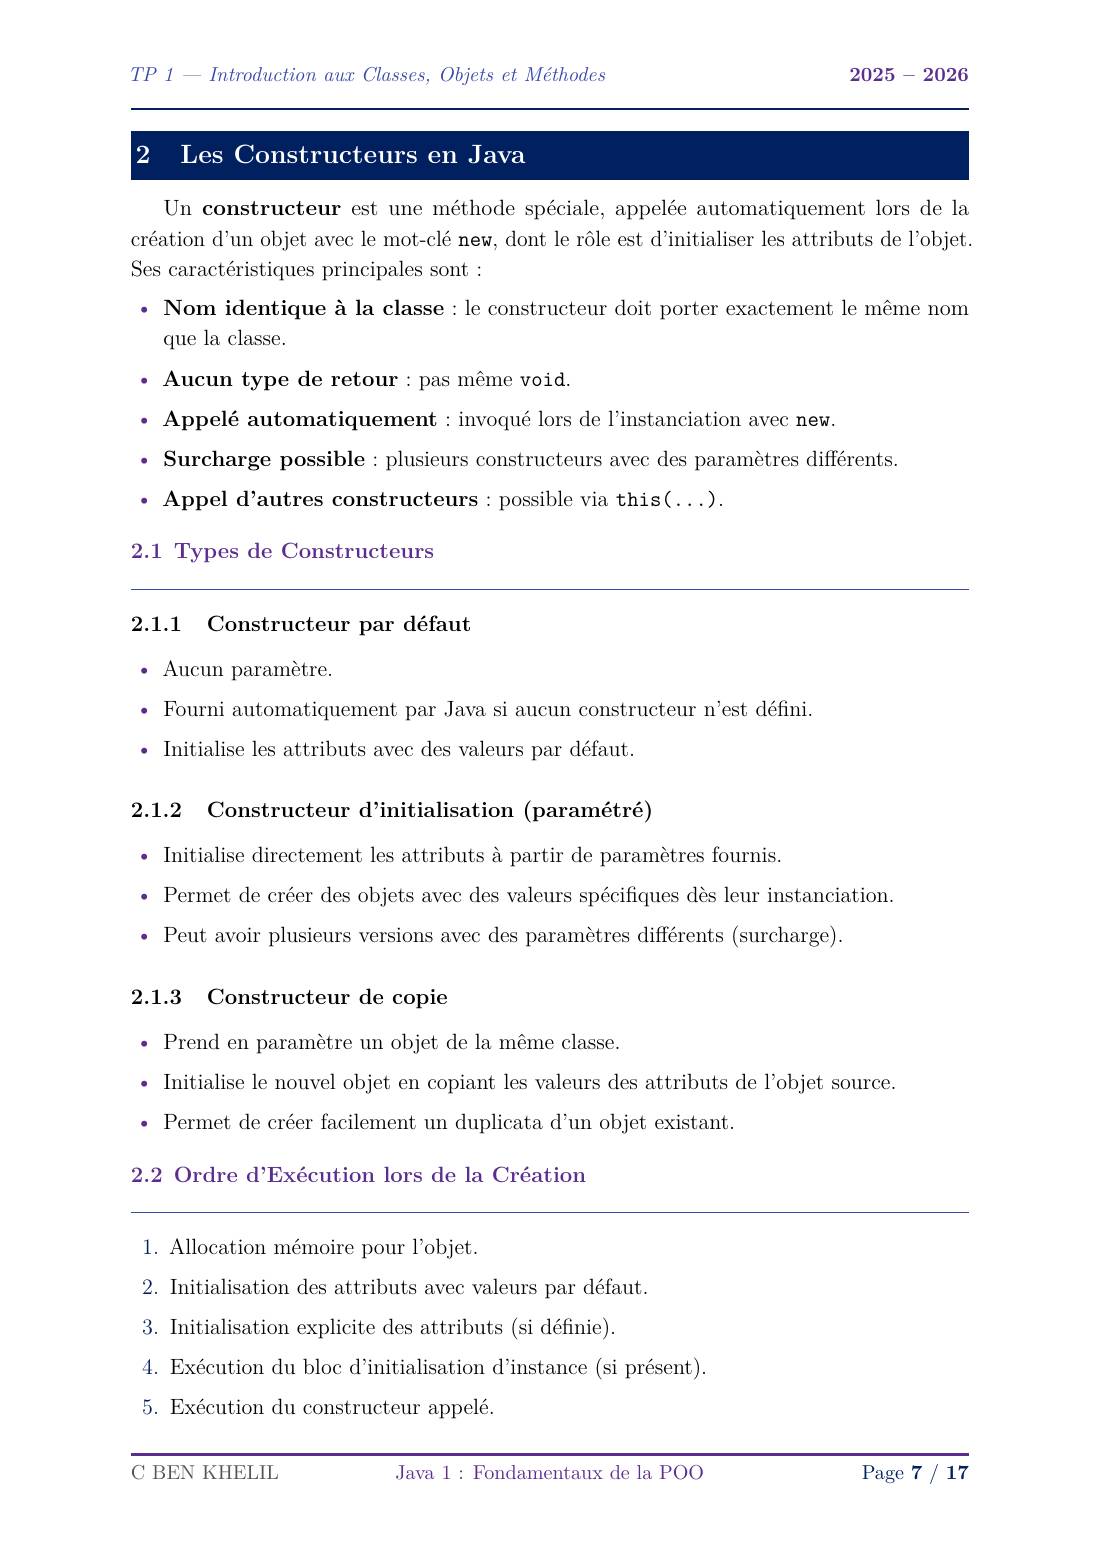 TP 1 — Introduction aux Classes, Objets et Méthodes 2025 – 2026
2 Les Constructeurs en Java
Un constructeur est une méthode spéciale, appelée automatiquement lors de la
création d'un objet avec le mot-clé new, dont le rôle est d'initialiser les attributs de l'objet.
Ses caractéristiques principales sont :
• Nom identique à la classe : le constructeur doit porter exactement le même nom
que la classe.
• Aucun type de retour : pas même void.
• Appelé automatiquement : invoqué lors de l'instanciation avec new.
• Surcharge possible : plusieurs constructeurs avec des paramètres différents.
• Appel d'autres constructeurs : possible via this(...).
2.1 Types de Constructeurs
2.1.1 Constructeur par défaut
• Aucun paramètre.
• Fourni automatiquement par Java si aucun constructeur n'est défini.
• Initialise les attributs avec des valeurs par défaut.
2.1.2 Constructeur d'initialisation (paramétré)
• Initialise directement les attributs à partir de paramètres fournis.
• Permet de créer des objets avec des valeurs spécifiques dès leur instanciation.
• Peut avoir plusieurs versions avec des paramètres différents (surcharge).
2.1.3 Constructeur de copie
• Prend en paramètre un objet de la même classe.
• Initialise le nouvel objet en copiant les valeurs des attributs de l'objet source.
• Permet de créer facilement un duplicata d'un objet existant.
2.2 Ordre d'Exécution lors de la Création
1. Allocation mémoire pour l'objet.
2. Initialisation des attributs avec valeurs par défaut.
3. Initialisation explicite des attributs (si définie).
4. Exécution du bloc d'initialisation d'instance (si présent).
5. Exécution du constructeur appelé.
C BEN KHELIL Java 1 : Fondamentaux de la POO Page 7 / 17